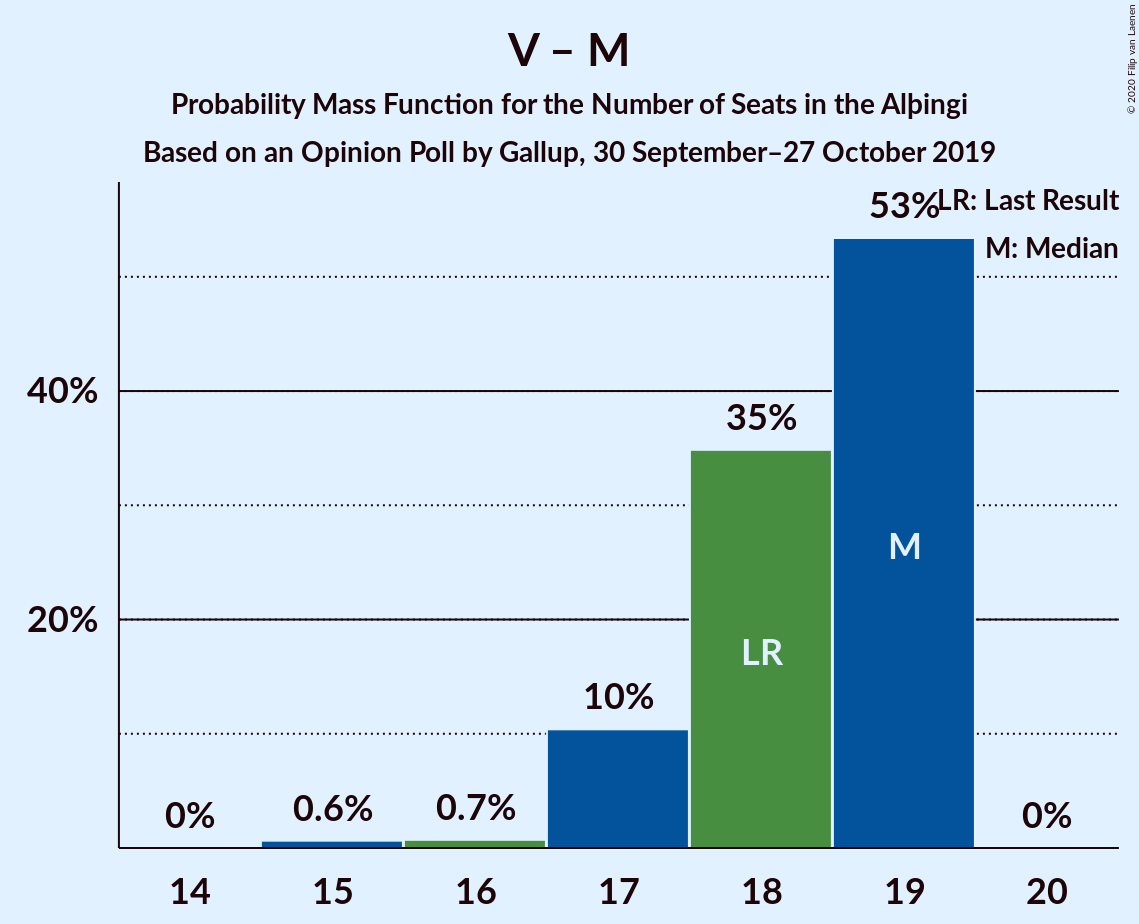 V – M
Probability Mass Function for the Number of Seats in the Alþingi
Based on an Opinion Poll by Gallup, 30 September–27 October 2019
© 2020 Filip van Laenen
LR: Last Result
M: Median
53%
40%
35%
M
20%
LR
10%
0%
0.6%
0.7%
0%
14
15
16
17
18
19
20